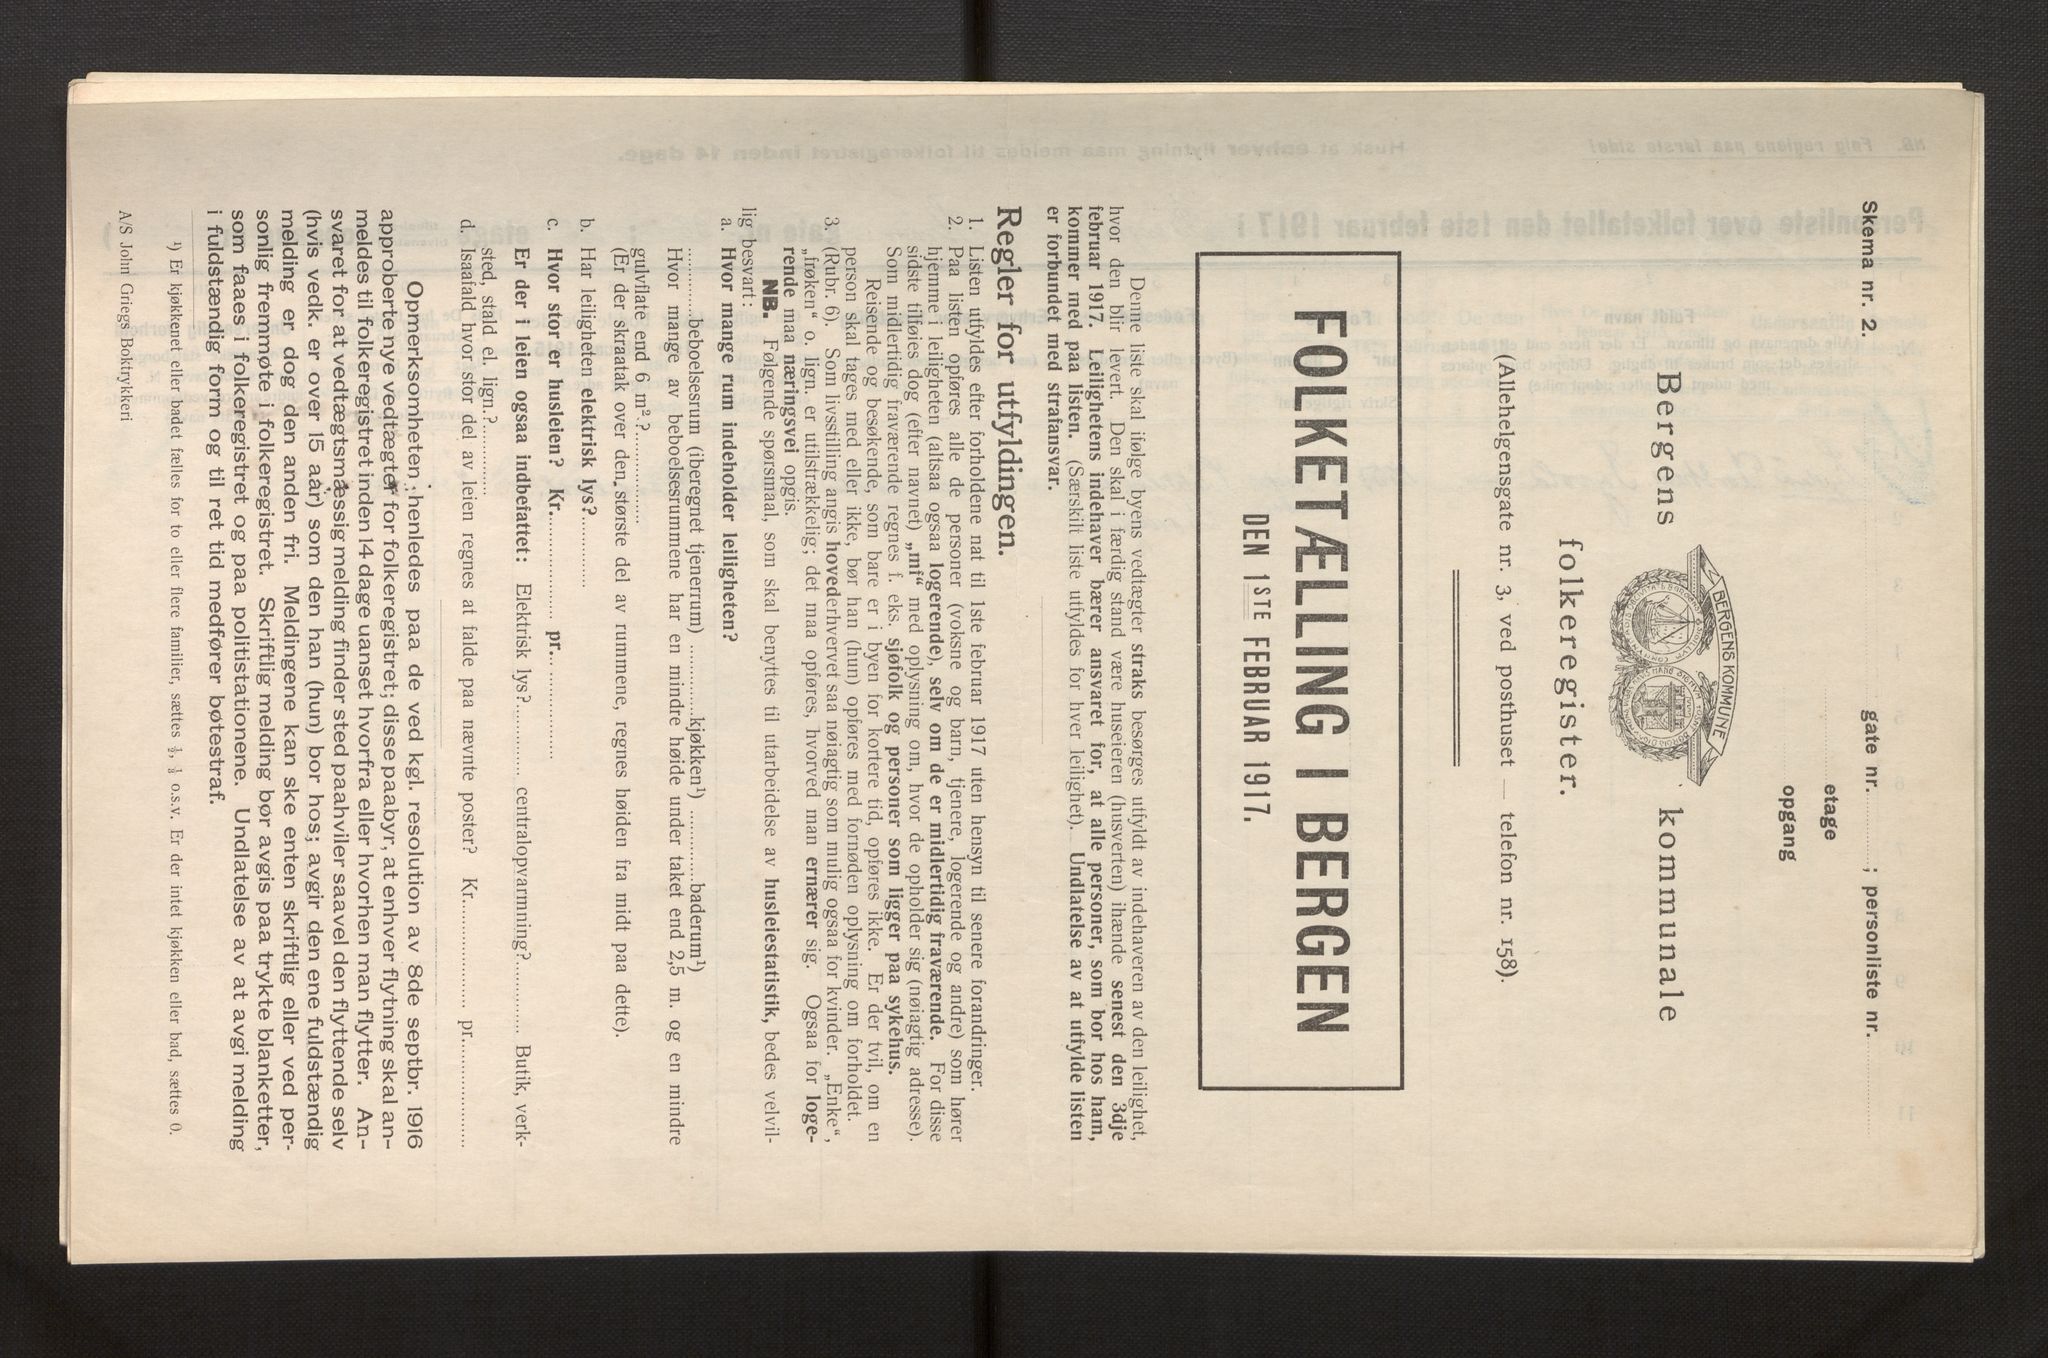 Skema nr. 2. gate nr. ............ ; personliste nr. ....................
.................... etage
opgang
BERGENS KOMMUNE
Bergens kommunale
folkeregister.
(Allehelgensgate nr. 3, ved posthuset — telefon nr. 158).
FOLKETÆLLING I BERGEN
DEN 1STE FEBRUAR 1917.
Denne liste skal ifølge byens vedtægter straks besørges utfyldt av indehaveren av den leilighet,
hvor den blir levert. Den skal i færdig stand være huseieren (husverten) ihænde senest den 3dje
februar 1917. Leilighetens indehaver bærer ansvaret for, at alle personer, som bor hos ham,
kommer med paa listen. (Særskilt liste utfyldes for hver leilighet). Undlatelse av at utfylde listen
er forbundet med strafansvar.
Regler for utfyldingen.
1. Listen utfyldes efter forholdene nat til 1ste februar 1917 uten hensyn til senere forandringer.
2. Paa listen opføres alle de personer (voksne og barn, tjenere, logerende og andre) som hører
hjemme i leiligheten (altsaa ogsaa logerende), selv om de er midlertidig fraværende. For disse
sidste tilføies dog (efter navnet) „mf“ med oplysning om, hvor de opholder sig (nøiagtig adresse).
Som midlertidig fraværende regnes f. eks. sjøfolk og personer som ligger paa sykehus.
Reisende og besøkende, som bare er i byen for kortere tid, opføres ikke. Er der tvil, om en
person skal tages med eller ikke, bør han (hun) opføres med fornøden oplysning om forholdet.
3. (Rubr. 6). Som livsstilling angis hovederhvervet saa nøiagtig som mulig ogsaa for kvinder. „Enke“,
„frøken“ o. lign. er utilstrækkelig; det maa opføres, hvorved man ernærer sig. Ogsaa for loge-
rende maa næringsvei opgis.
NB. Følgende spørsmaal, som skal benyttes til utarbeidelse av husleiestatistik, bedes velvil-
lig besvart:
a. Hvor mange rum indeholder leiligheten?
............beboelsesrum (iberegnet tjenerrum) ............kjøkken¹) ............baderum¹)
Hvor mange av beboelsesrummene har en mindre høide under taket end 2,5 m. og en mindre
gulvflate end 6 m².?............
(Er der skraatak over den største del av rummene, regnes høiden fra midt paa dette).
b. Har leiligheten elektrisk lys?............
c. Hvor stor er husleien? Kr................ pr................
Er der i leien ogsaa indbefattet: Elektrisk lys?............ centralopvarmning?............ Butik, verk-
sted, stald el. lign.?............
d. Isaafald hvor stor del av leien regnes at falde paa nævnte poster? Kr................ pr................
Opmerksomheten henledes paa de ved kgl. resolution av 8de septbr. 1916
approberte nye vedtægter for folkeregistret; disse paabyr, at enhver flytning skal an-
meldes til folkeregistret inden 14 dage uanset hvorfra eller hvorhen man flytter. An-
svaret for at vedtægtsmæssig melding finder sted paahviler saavel den flyttende selv
(hvis vedk. er over 15 aar) som den han (hun) bor hos; avgir den ene fuldstændig
melding er dog den anden fri. Meldingene kan ske enten skriftlig eller ved per-
sonlig fremmøte i folkeregistret. Skriftlig melding bør avgis paa trykte blanketter,
som faaes i folkeregistret og paa politistationene. Undlatelse av at avgi melding
i fuldstændig form og til ret tid medfører bøtestraf.
¹) Er kjøkkenet eller badet fælles for to eller flere familier, sættes ½, ⅓ o.s.v. Er der intet kjøkken eller bad, sættes 0.
A/S John Griegs Boktrykkeri